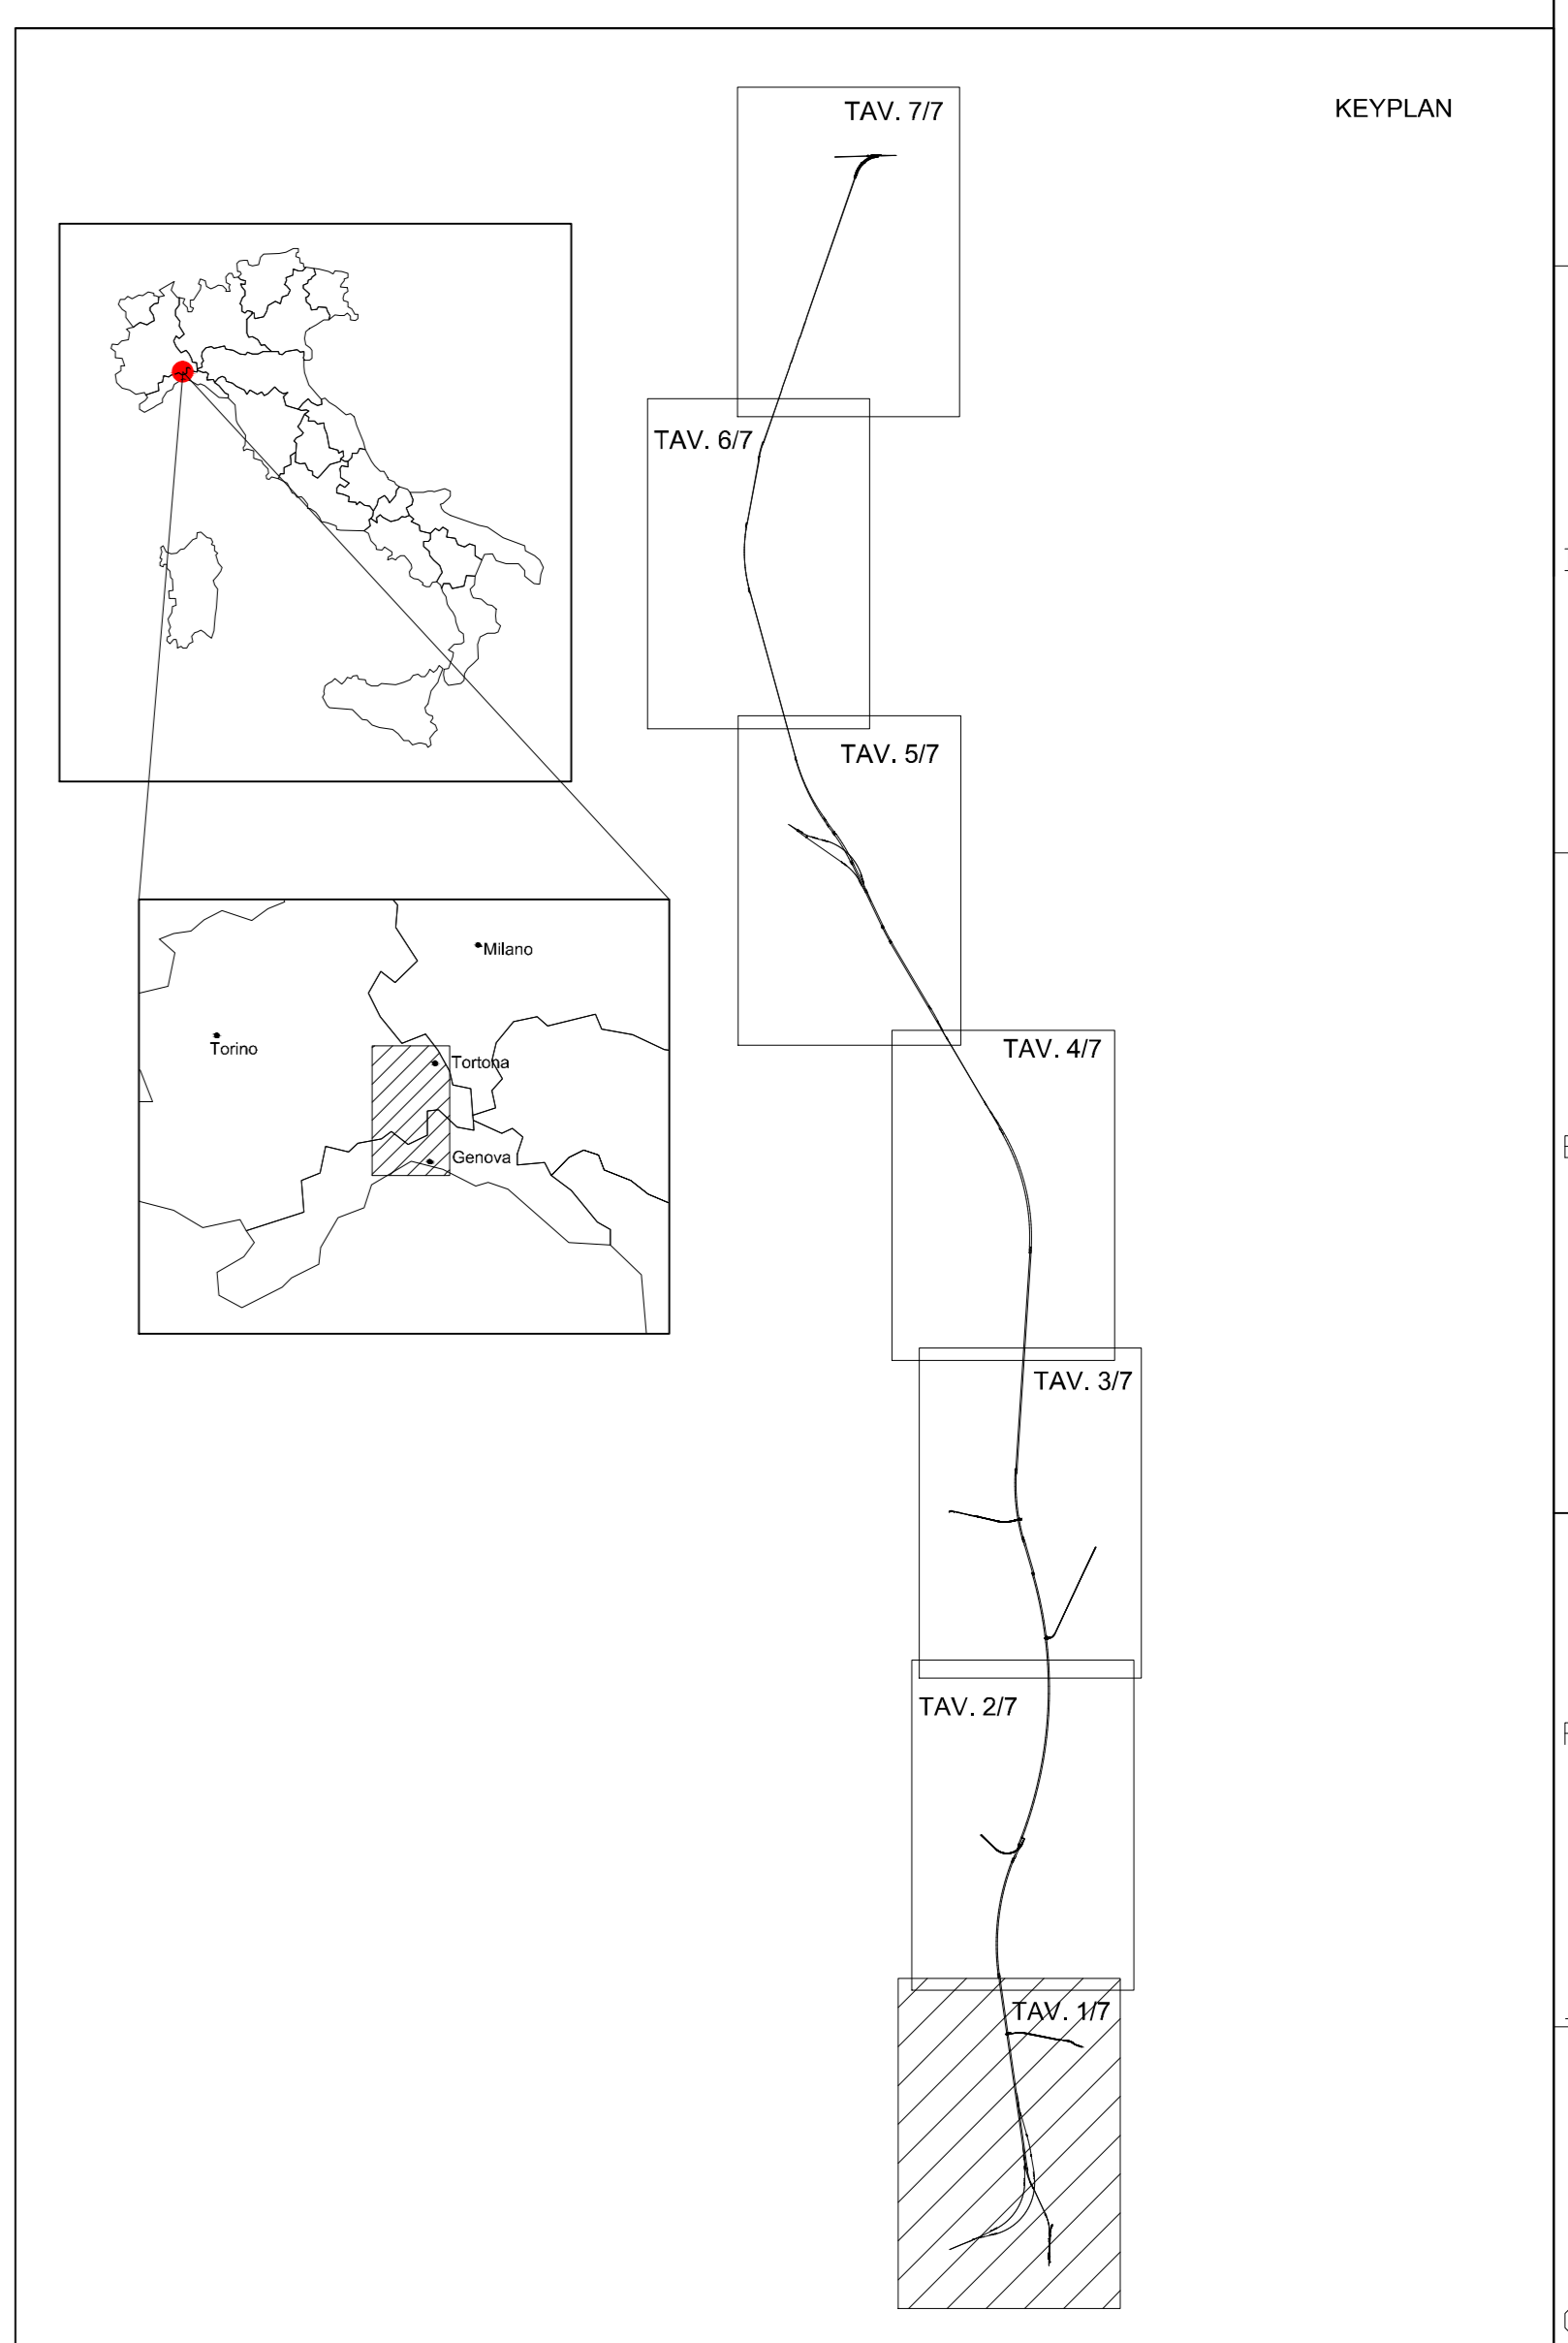 KEYPLAN
TAV. 7/7
TAV. 6/7
TAV. 5/7
Milano
Torino
Tortona
Genova
TAV. 4/7
TAV. 3/7
TAV. 2/7
TAV. 1/7